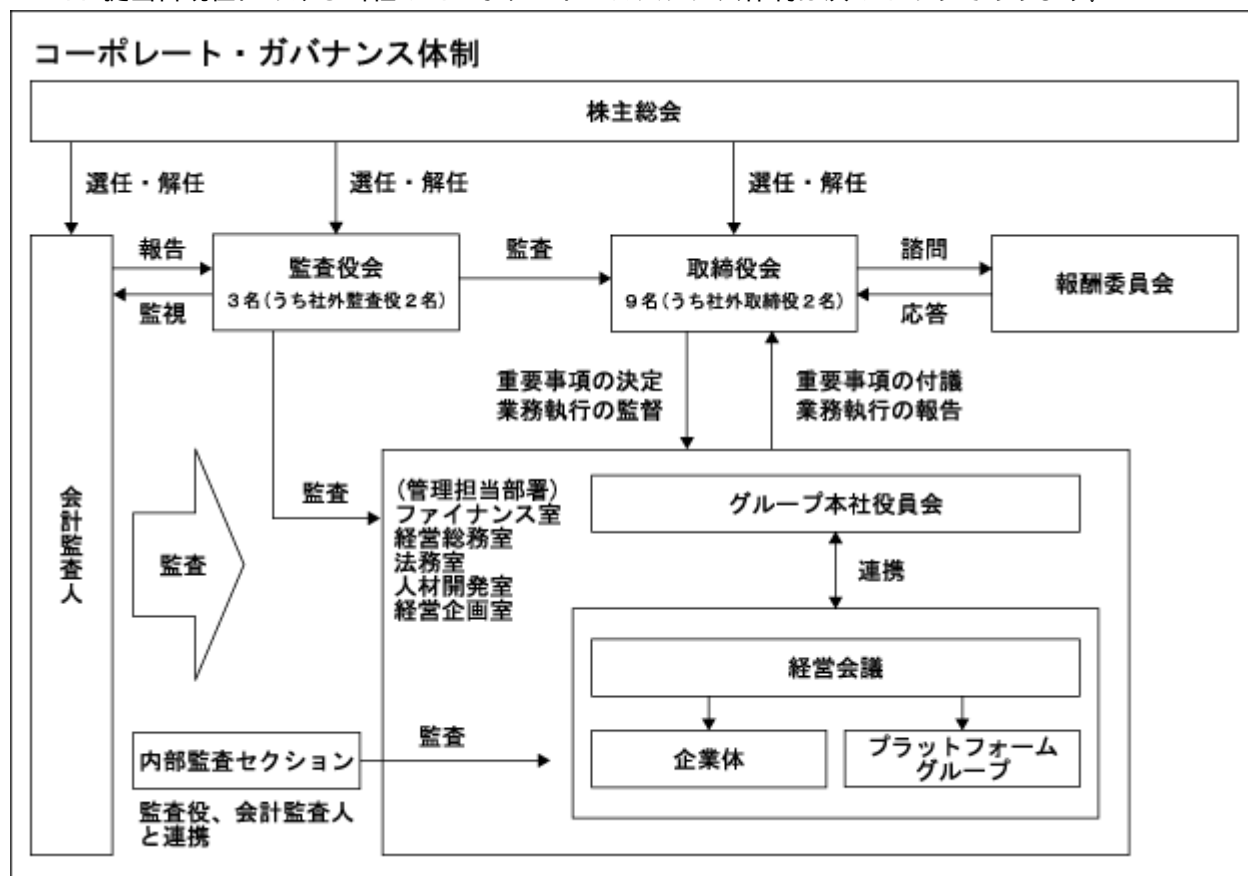 コーポレート・ガバナンス体制
株主総会
選任・解任
選任・解任
選任・解任
報告
監視
監査役会
3名(うち社外監査役2名)
監査
取締役会
9名(うち社外取締役2名)
諮問
応答
報酬委員会
重要事項の決定
業務執行の監督
重要事項の付議
業務執行の報告
会計監査人
監査
監査
(管理担当部署)
ファイナンス室
経営総務室
法務室
人材開発室
経営企画室
グループ本社役員会
連携
経営会議
企業体
プラットフォーム
グループ
内部監査セクション
監査
監査役、会計監査人
と連携